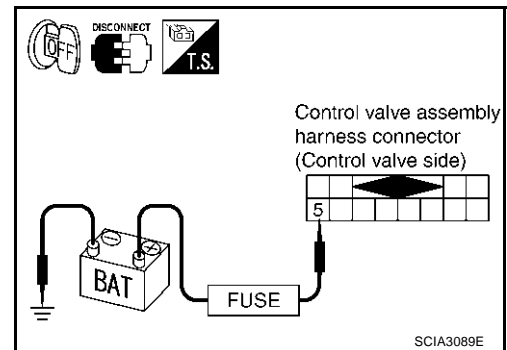 OFF
DISCONNECT
T.S.
Control valve assembly
harness connector
(Control valve side)
5
BAT
FUSE
SCIA3089E